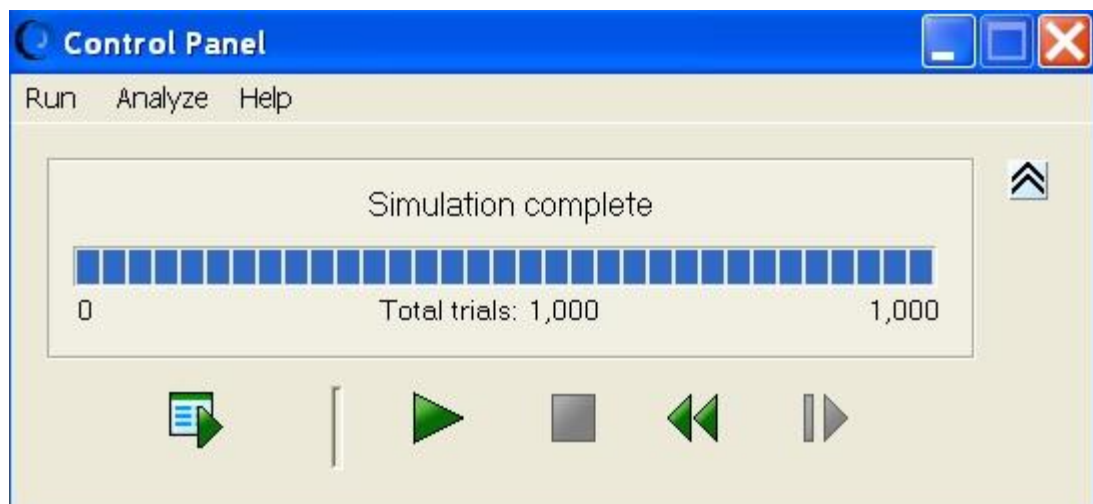 Control Panel
Run Analyze Help
Simulation complete
0 Total trials: 1,000 1,000